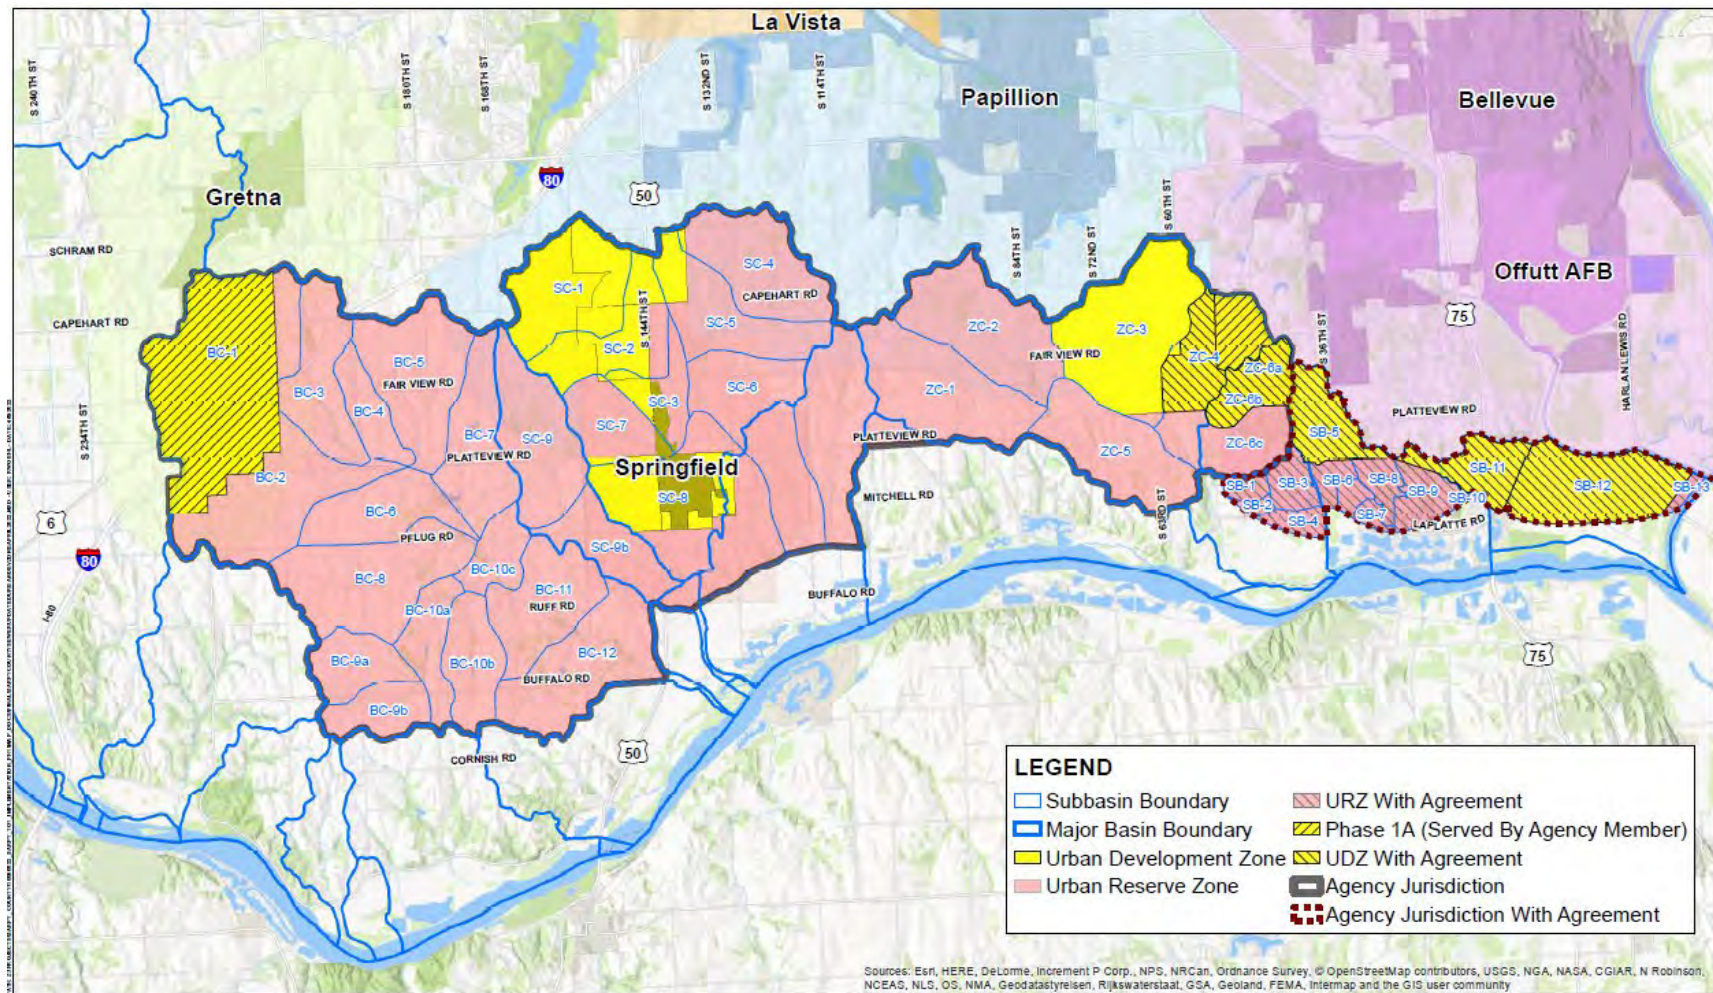 La Vista
Papillion
Bellevue
Gretna
Offutt AFB
Springfield
S 240TH ST
S 180TH ST
S 168TH ST
S 132ND ST
S 114TH ST
S 84TH ST
S 72ND ST
S 60TH ST
S 36TH ST
S 144TH ST
S 234TH ST
S 63RD ST
HARLAN LEWIS RD
SCHRAM RD
CAPEHART RD
CAPEHART RD
FAIR VIEW RD
FAIR VIEW RD
PLATTEVIEW RD
PLATTEVIEW RD
PLATTEVIEW RD
MITCHELL RD
LAPLATTE RD
PFLUG RD
RUFF RD
BUFFALO RD
BUFFALO RD
CORNISH RD
I-80
80
80
50
50
6
75
75
BC-1
BC-2
BC-3
BC-4
BC-5
BC-6
BC-7
BC-8
BC-9a
BC-9b
BC-10a
BC-10b
BC-10c
BC-11
BC-12
SC-1
SC-2
SC-3
SC-4
SC-5
SC-6
SC-7
SC-8
SC-9
SC-9b
ZC-1
ZC-2
ZC-3
ZC-4
ZC-5
ZC-6a
ZC-6b
ZC-6c
SB-1
SB-2
SB-3
SB-4
SB-5
SB-6
SB-7
SB-8
SB-9
SB-10
SB-11
SB-12
SB-13
LEGEND
Subbasin Boundary
Major Basin Boundary
Urban Development Zone
Urban Reserve Zone
URZ With Agreement
Phase 1A (Served By Agency Member)
UDZ With Agreement
Agency Jurisdiction
Agency Jurisdiction With Agreement
Sources: Esri, HERE, DeLorme, Increment P Corp., NPS, NRCan, Ordnance Survey, © OpenStreetMap contributors, USGS, NGA, NASA, CGIAR, N Robinson,
NCEAS, NLS, OS, NMA, Geodatastyrelsen, Rijkswaterstaat, GSA, Geoland, FEMA, Intermap and the GIS user community